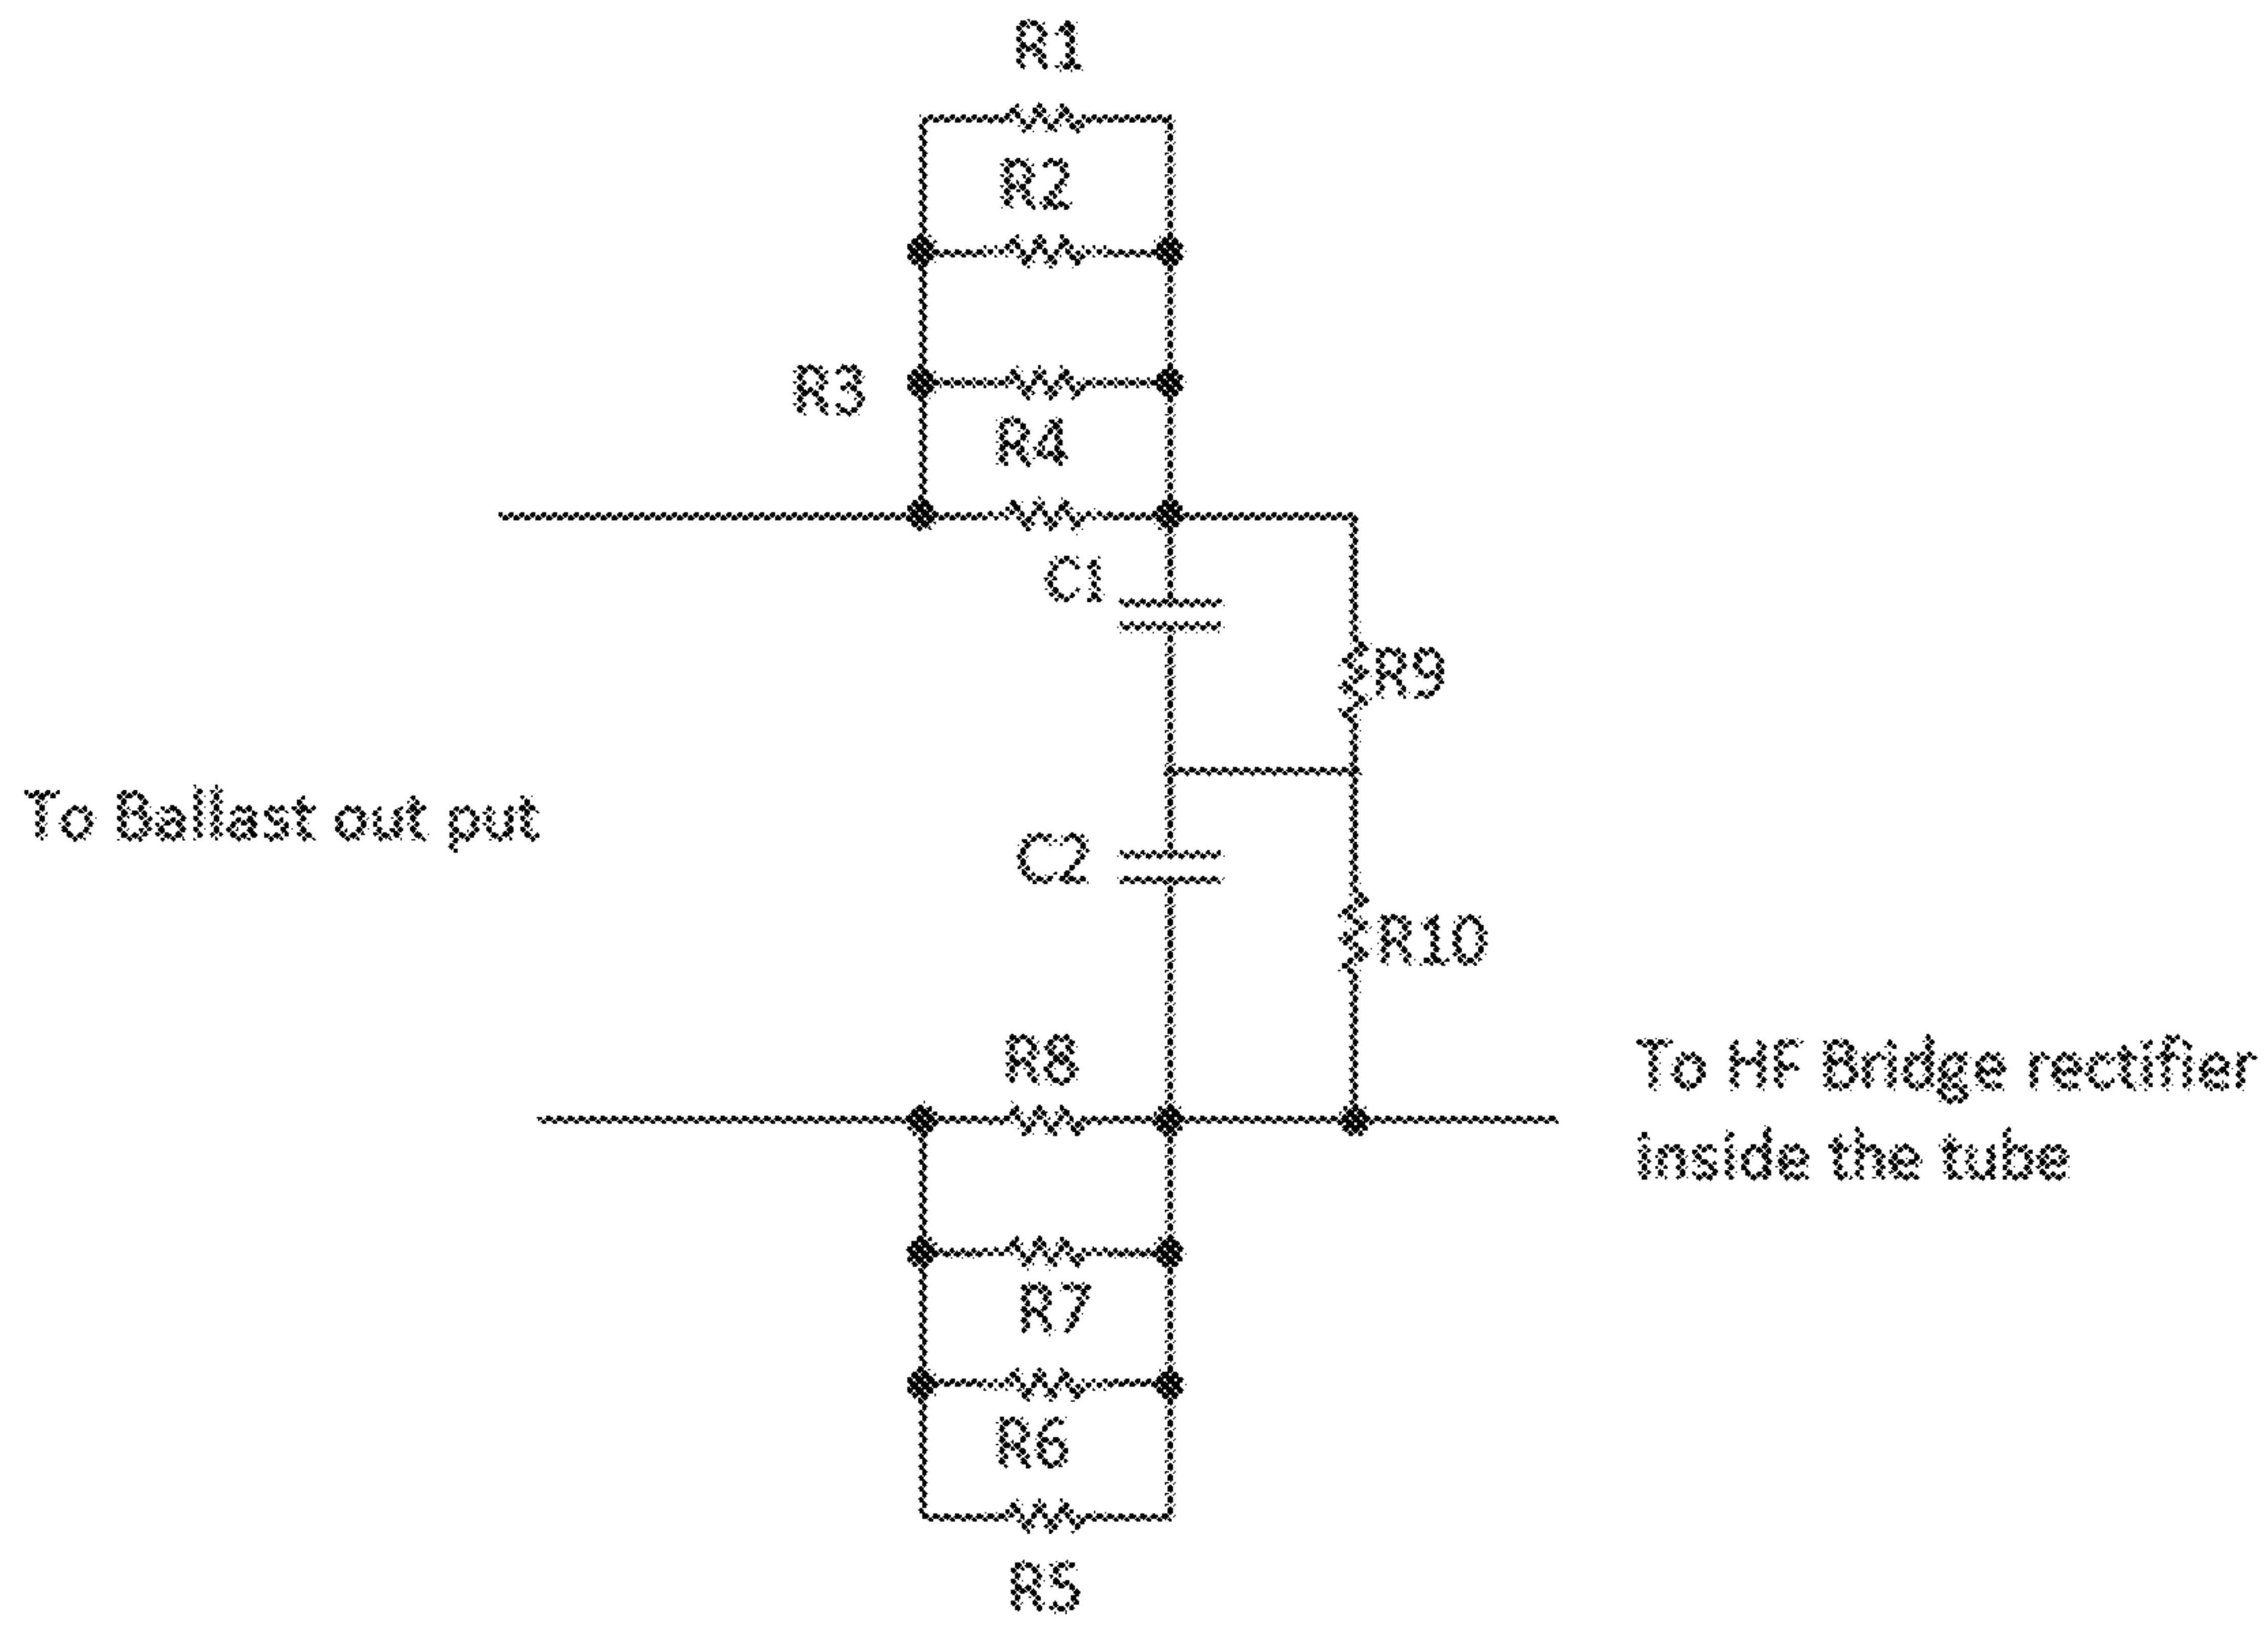 R1
R2
R3
R4
C1
R9
To Ballast out put
C2
R10
R8
To HF Bridge rectifier
inside the tube
R7
R6
R5